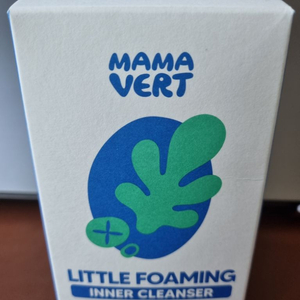 MAMA
VERT
LITTLE FOAMING
INNER CLEANSER